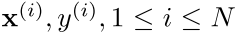 x⁽ⁱ⁾, y⁽ⁱ⁾, 1 ≤ i ≤ N